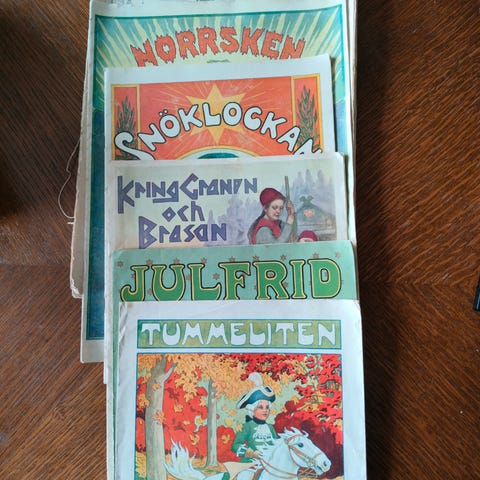 NORRSKEN
SNÖKLOCKAN
KRING GRANEN
och
BRASAN
JULFRID
TUMMELITEN